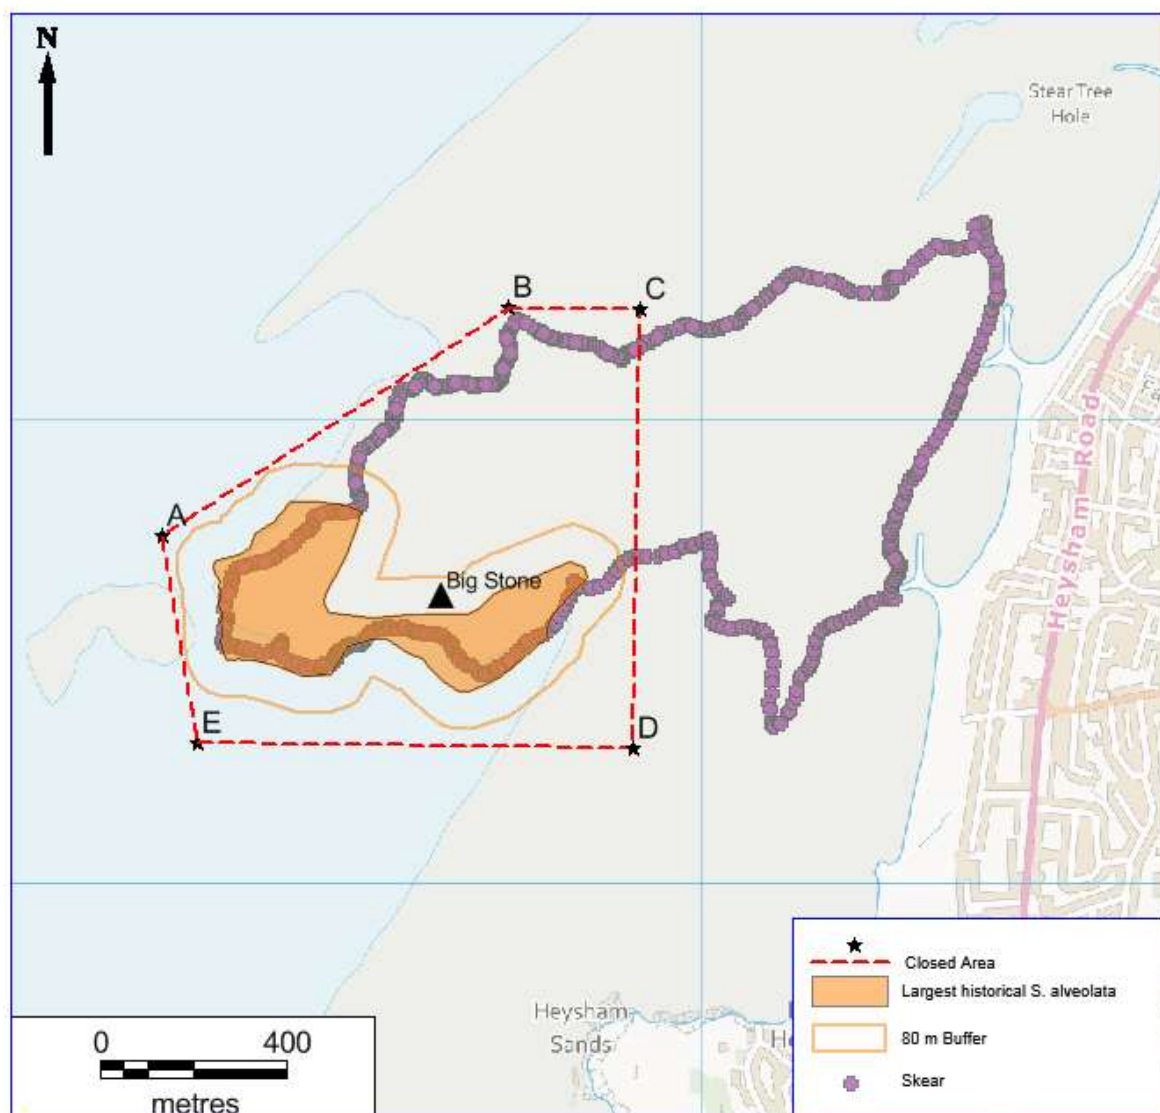 N
Stear Tree
Hole
B
C
A
Big Stone
Heysham Road
E
D
Heysham
Sands
0 400
metres
Closed Area
Largest historical S. alveolata
80 m Buffer
Skear